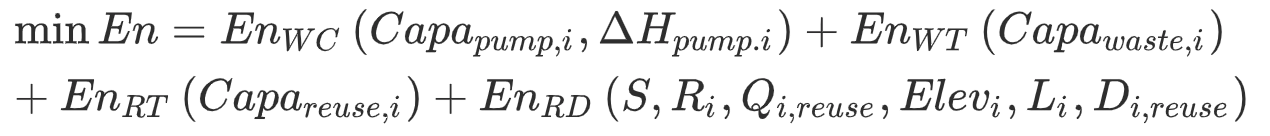 min En = En_{WC} (Capa_{pump,i}, ΔH_{pump.i}) + En_{WT} (Capa_{waste,i})
+ En_{RT} (Capa_{reuse,i}) + En_{RD} (S, R_i, Q_{i,reuse}, Elev_i, L_i, D_{i,reuse})